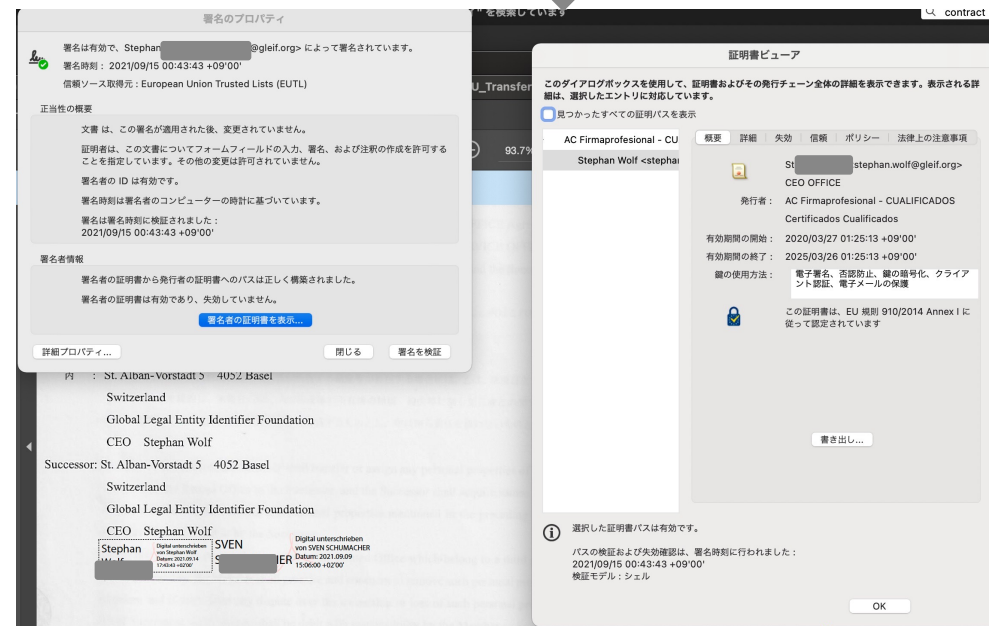 " を検索しています
contract
署名のプロパティ
署名は有効で、Stephan @gleif.org> によって署名されています。
署名時刻： 2021/09/15 00:43:43 +09'00'
信頼ソース取得元：European Union Trusted Lists (EUTL)
正当性の概要
文書 は、この署名が適用された後、変更されていません。
証明者は、この文書についてフォームフィールドの入力、署名、および注釈の作成を許可する
ことを指定しています。その他の変更は許可されていません。
署名者の ID は有効です。
署名時刻は署名者のコンピューターの時計に基づいています。
署名は署名時刻に検証されました：
2021/09/15 00:43:43 +09'00'
署名者情報
署名者の証明書から発行者の証明書へのパスは正しく構築されました。
署名者の証明書は有効であり、失効していません。
署名者の証明書を表示...
詳細プロパティ...
閉じる
署名を検証
U_Transfer
93.7%
内 : St. Alban-Vorstadt 5 4052 Basel
Switzerland
Global Legal Entity Identifier Foundation
CEO Stephan Wolf
Successor: St. Alban-Vorstadt 5 4052 Basel
Switzerland
Global Legal Entity Identifier Foundation
CEO Stephan Wolf
Stephan
Digital unterschrieben
von Stephan Wolf
Datum: 2021.09.14
17:43:43 +02'00'
SVEN
S ER
Digital unterschrieben
von SVEN SCHUMACHER
Datum: 2021.09.09
15:06:00 +02'00'
証明書ビューア
このダイアログボックスを使用して、証明書およびその発行チェーン全体の詳細を表示できます。表示される詳
細は、選択したエントリに対応しています。
見つかったすべての証明パスを表示
AC Firmaprofesional - CU
Stephan Wolf <stephan
概要 詳細 失効 信頼 ポリシー 法律上の注意事項
St stephan.wolf@gleif.org>
CEO OFFICE
発行者： AC Firmaprofesional - CUALIFICADOS
Certificados Cualificados
有効期間の開始： 2020/03/27 01:25:13 +09'00'
有効期間の終了： 2025/03/26 01:25:13 +09'00'
鍵の使用方法： 電子署名、否認防止、鍵の暗号化、クライア
ント認証、電子メールの保護
この証明書は、EU 規則 910/2014 Annex I に
従って認定されています
書き出し...
選択した証明書パスは有効です。
パスの検証および失効確認は、署名時刻に行われました：
2021/09/15 00:43:43 +09'00'
検証モデル：シェル
OK